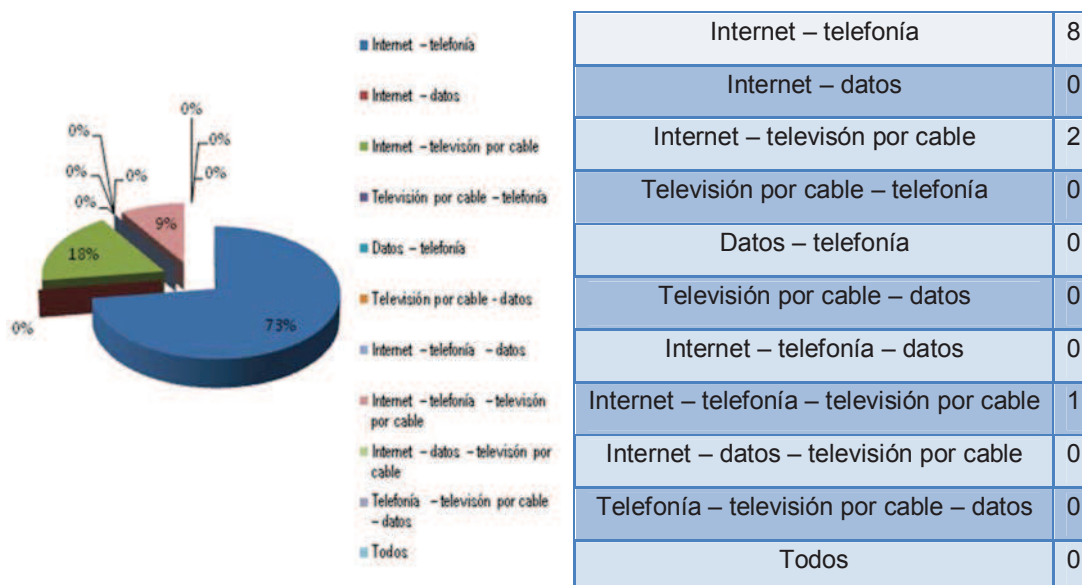 0%
0%
0%
0%
0%
0%
0%
0%
9%
18%
73%
0%
Internet – telefonía
Internet – datos
Internet – televisón por cable
Televisión por cable – telefonía
Datos – telefonía
Televisión por cable - datos
Internet – telefonía – datos
Internet – telefonía – televisón
por cable
Internet – datos – televisón por
cable
Telefonía – televisón por cable
– datos
Todos
Internet – telefonía 8
Internet – datos 0
Internet – televisón por cable 2
Televisión por cable – telefonía 0
Datos – telefonía 0
Televisión por cable – datos 0
Internet – telefonía – datos 0
Internet – telefonía – televisión por cable 1
Internet – datos – televisión por cable 0
Telefonía – televisión por cable – datos 0
Todos 0